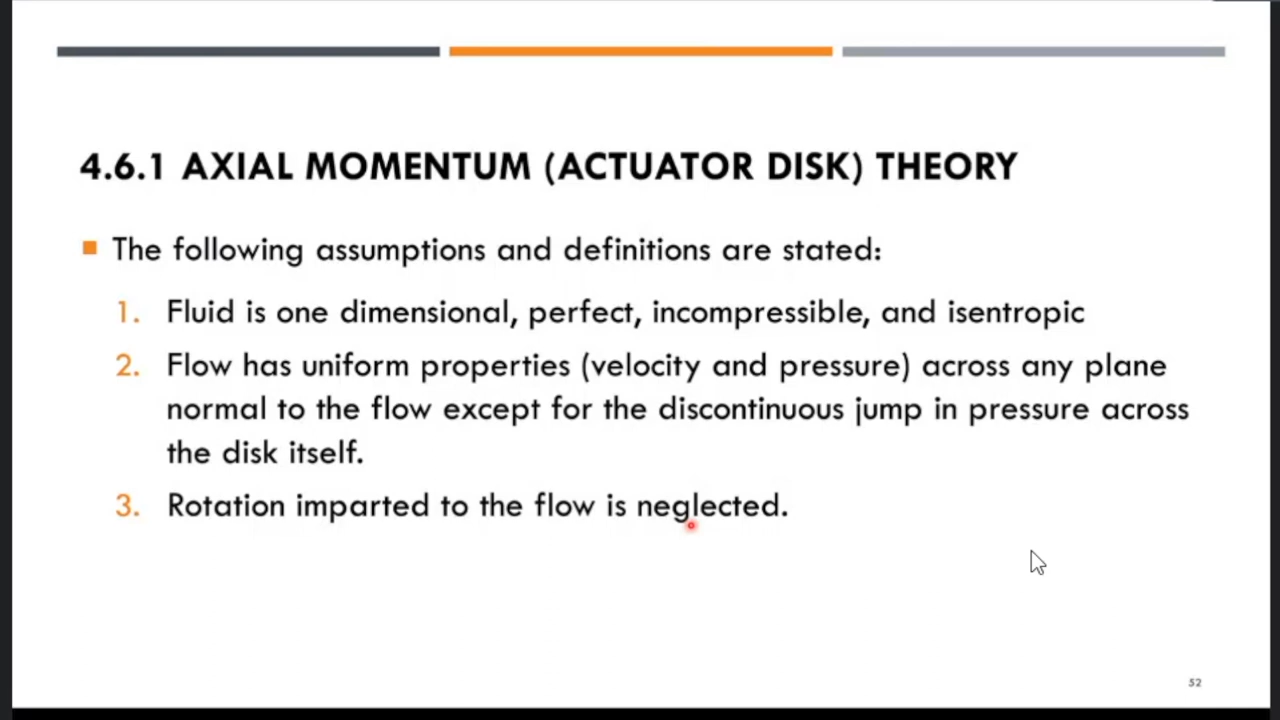 4.6.1 AXIAL MOMENTUM (ACTUATOR DISK) THEORY
The following assumptions and definitions are stated:
1. Fluid is one dimensional, perfect, incompressible, and isentropic
2. Flow has uniform properties (velocity and pressure) across any plane
normal to the flow except for the discontinuous jump in pressure across
the disk itself.
3. Rotation imparted to the flow is neglected.
52